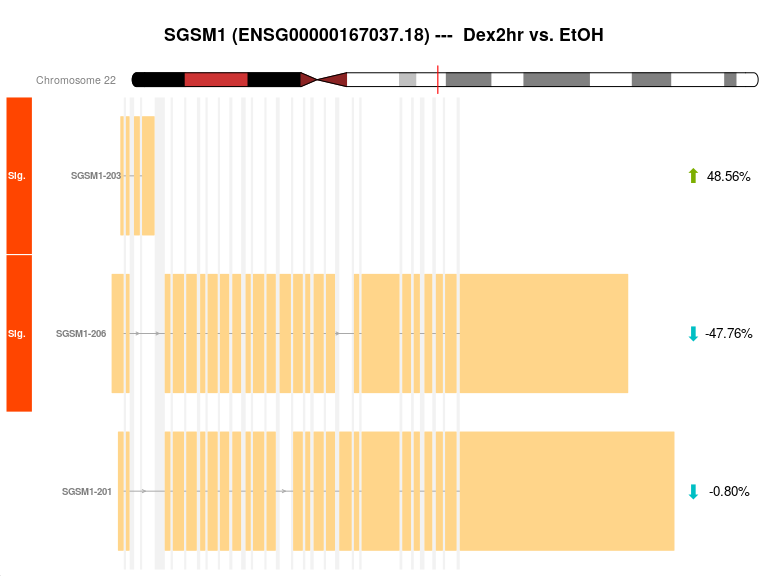 SGSM1 (ENSG00000167037.18) --- Dex2hr vs. EtOH
Chromosome 22
Sig.
SGSM1-203
48.56%
Sig.
SGSM1-206
-47.76%
SGSM1-201
-0.80%